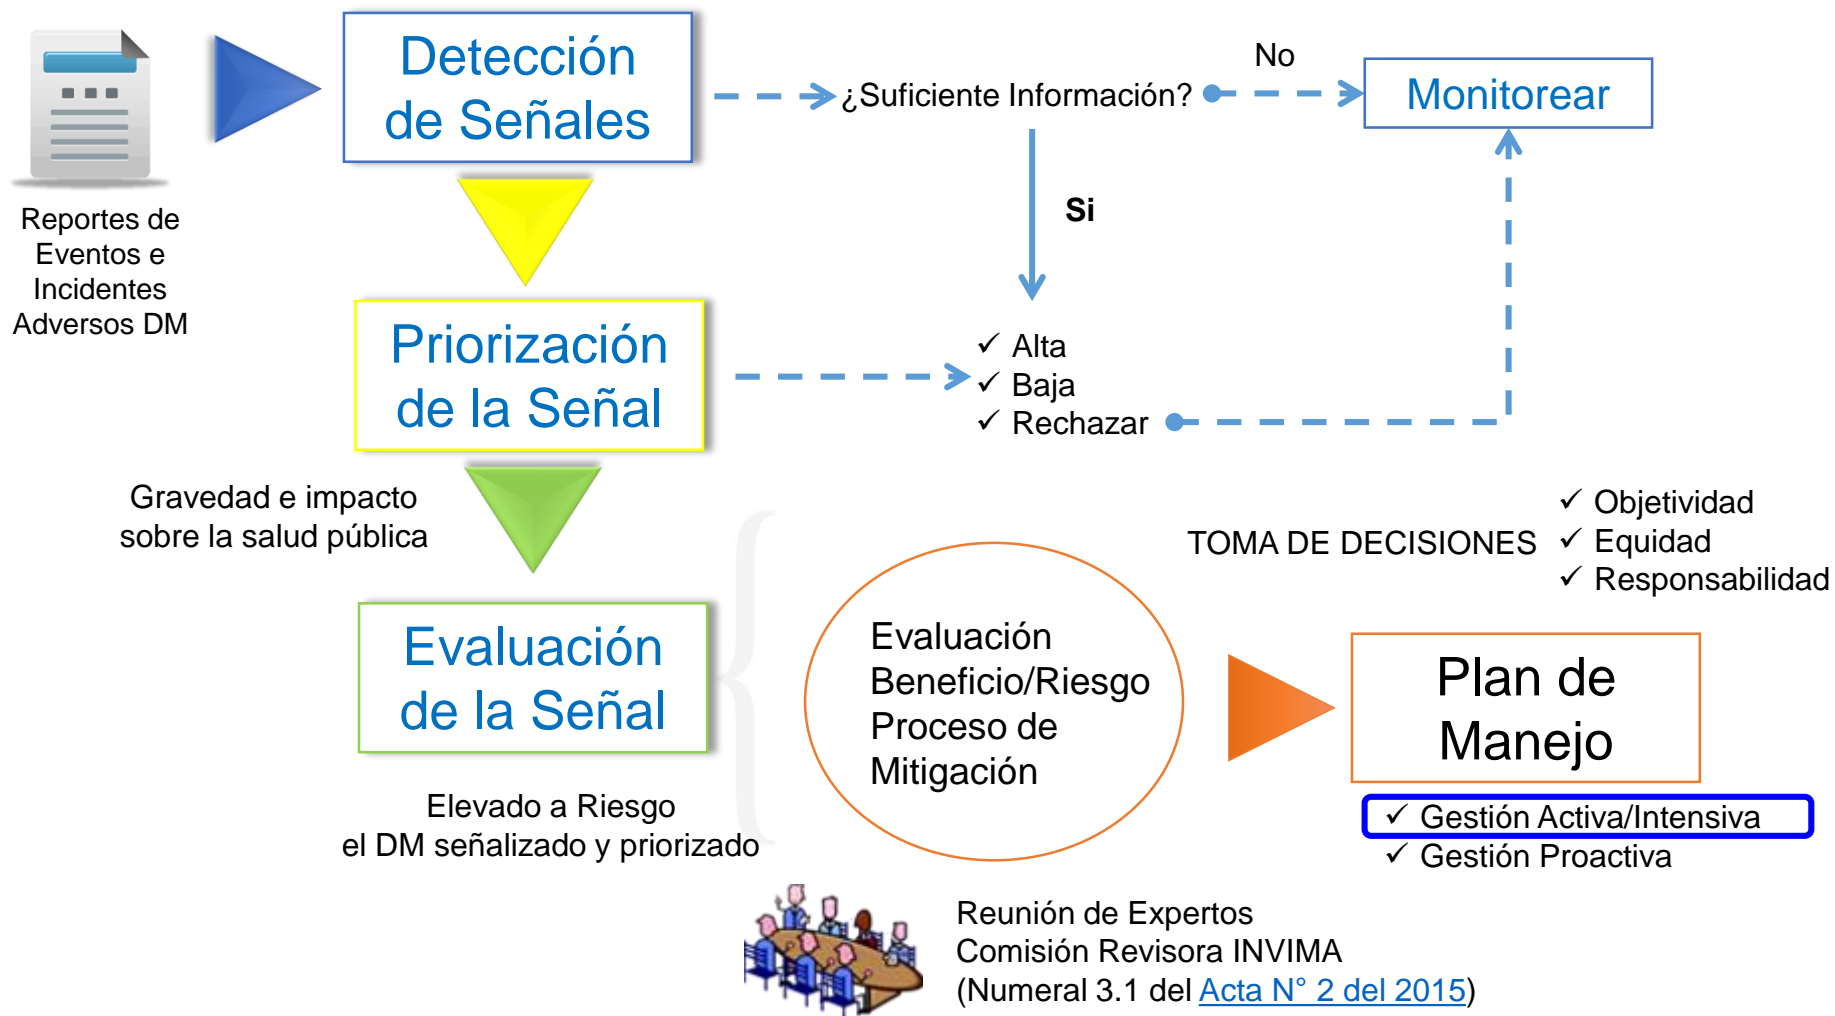 Detección
de Señales
¿Suficiente Información?
No
Monitorear
Reportes de
Eventos e
Incidentes
Adversos DM
Si
Priorización
de la Señal
✓ Alta
✓ Baja
✓ Rechazar
Gravedad e impacto
sobre la salud pública
TOMA DE DECISIONES
✓ Objetividad
✓ Equidad
✓ Responsabilidad
Evaluación
de la Señal
Evaluación
Beneficio/Riesgo
Proceso de
Mitigación
Plan de
Manejo
Elevado a Riesgo
el DM señalizado y priorizado
✓ Gestión Activa/Intensiva
✓ Gestión Proactiva
Reunión de Expertos
Comisión Revisora INVIMA
(Numeral 3.1 del Acta N° 2 del 2015)